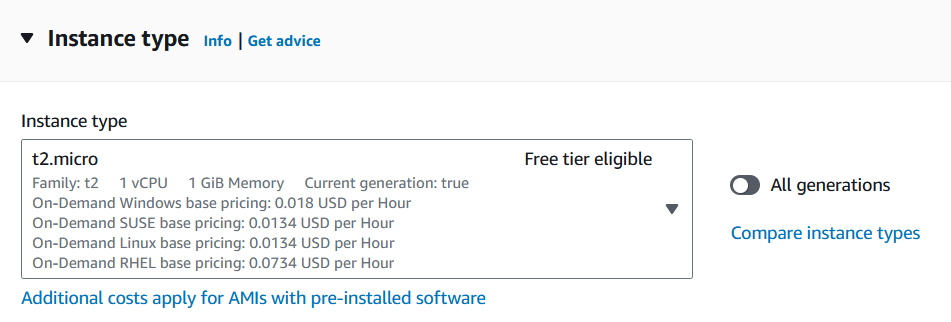 Instance type Info | Get advice
Instance type
t2.micro Free tier eligible
Family: t2 1 vCPU 1 GiB Memory Current generation: true
On-Demand Windows base pricing: 0.018 USD per Hour
On-Demand SUSE base pricing: 0.0134 USD per Hour
On-Demand Linux base pricing: 0.0134 USD per Hour
On-Demand RHEL base pricing: 0.0734 USD per Hour
All generations
Compare instance types
Additional costs apply for AMIs with pre-installed software